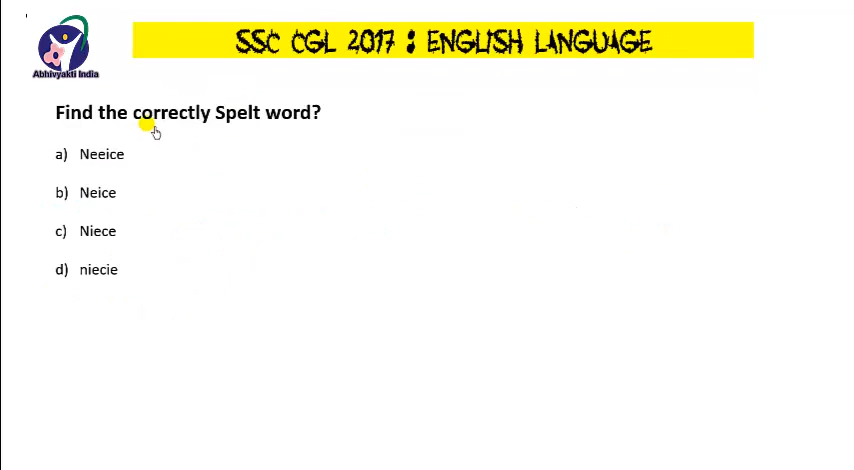 SSC CGL 2017 : ENGLISH LANGUAGE
Abhivyakti India
Find the correctly Spelt word?
a) Neeice
b) Neice
c) Niece
d) niecie